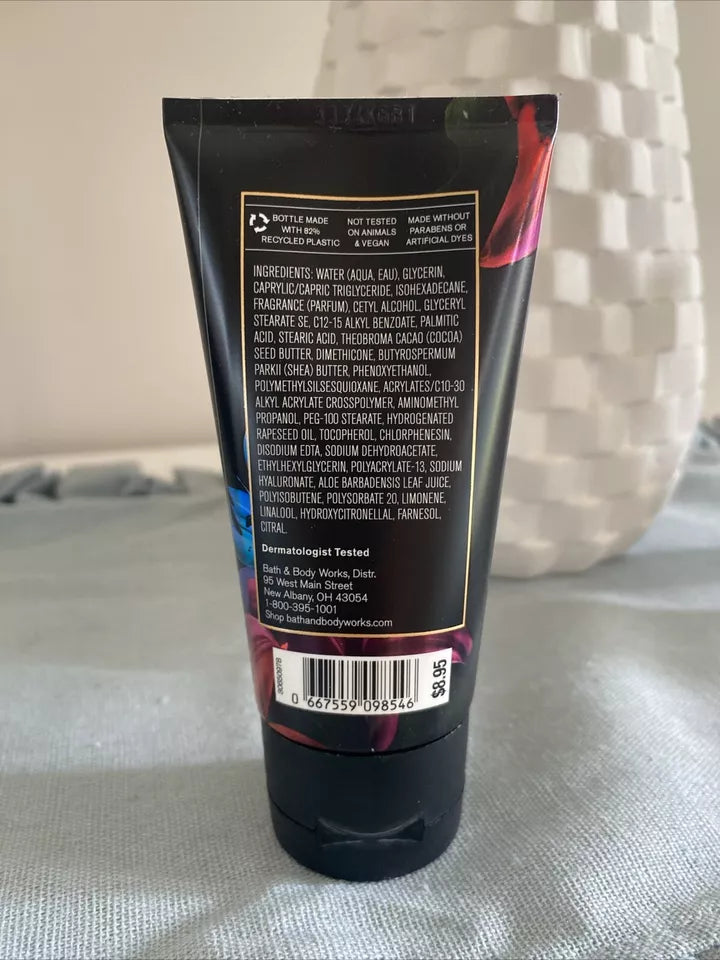 BOTTLE MADE
WITH 82%
RECYCLED PLASTIC
NOT TESTED
ON ANIMALS
& VEGAN
MADE WITHOUT
PARABENS OR
ARTIFICIAL DYES
INGREDIENTS: WATER (AQUA, EAU), GLYCERIN,
CAPRYLIC/CAPRIC TRIGLYCERIDE, ISOHEXADECANE,
FRAGRANCE (PARFUM), CETYL ALCOHOL, GLYCERYL
STEARATE SE, C12-15 ALKYL BENZOATE, PALMITIC
ACID, STEARIC ACID, THEOBROMA CACAO (COCOA)
SEED BUTTER, DIMETHICONE, BUTYROSPERMUM
PARKII (SHEA) BUTTER, PHENOXYETHANOL,
POLYMETHYLSILSESQUIOXANE, ACRYLATES/C10-30
ALKYL ACRYLATE CROSSPOLYMER, AMINOMETHYL
PROPANOL, PEG-100 STEARATE, HYDROGENATED
RAPESEED OIL, TOCOPHEROL, CHLORPHENESIN,
DISODIUM EDTA, SODIUM DEHYDROACETATE,
ETHYLHEXYLGLYCERIN, POLYACRYLATE-13, SODIUM
HYALURONATE, ALOE BARBADENSIS LEAF JUICE,
POLYISOBUTENE, POLYSORBATE 20, LIMONENE,
LINALOOL, HYDROXYCITRONELLAL, FARNESOL,
CITRAL.
Dermatologist Tested
Bath & Body Works, Distr.
95 West Main Street
New Albany, OH 43054
1-800-395-1001
Shop bathandbodyworks.com
0 667559 098546
$8.95